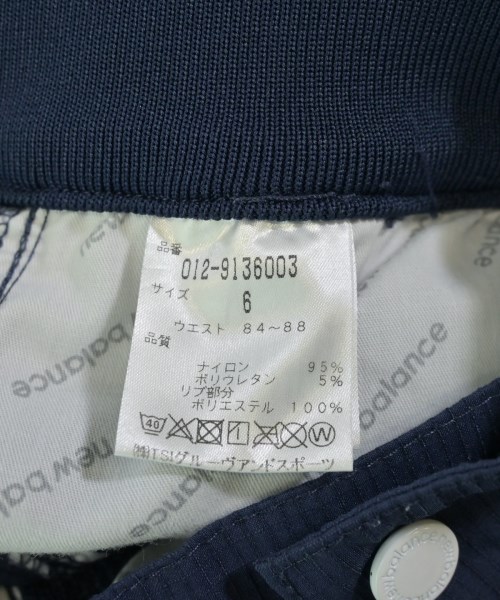 品番
012-9136003
サイズ
6
ウエスト 84~88
品質
ナイロン 95%
ポリウレタン 5%
リブ部分
ポリエステル 100%
40 W
㈱TSIグルーヴアンドスポーツ
new balance
new balance
balance
new balance